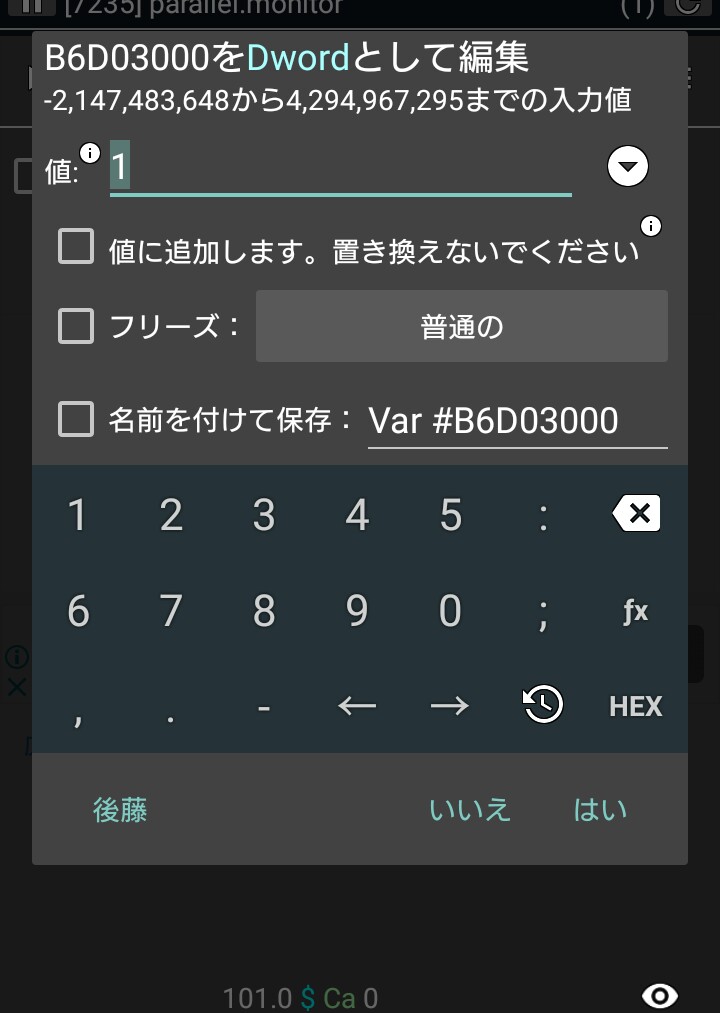 [7235] parallel.monitor (1)
B6D03000をDwordとして編集
-2,147,483,648から4,294,967,295までの入力値
値: 1
値に追加します。置き換えないでください
フリーズ： 普通の
名前を付けて保存： Var #B6D03000
1 2 3 4 5 :
6 7 8 9 0 ; ƒx
, . - ← → HEX
後藤 いいえ はい
101.0 $ Ca 0